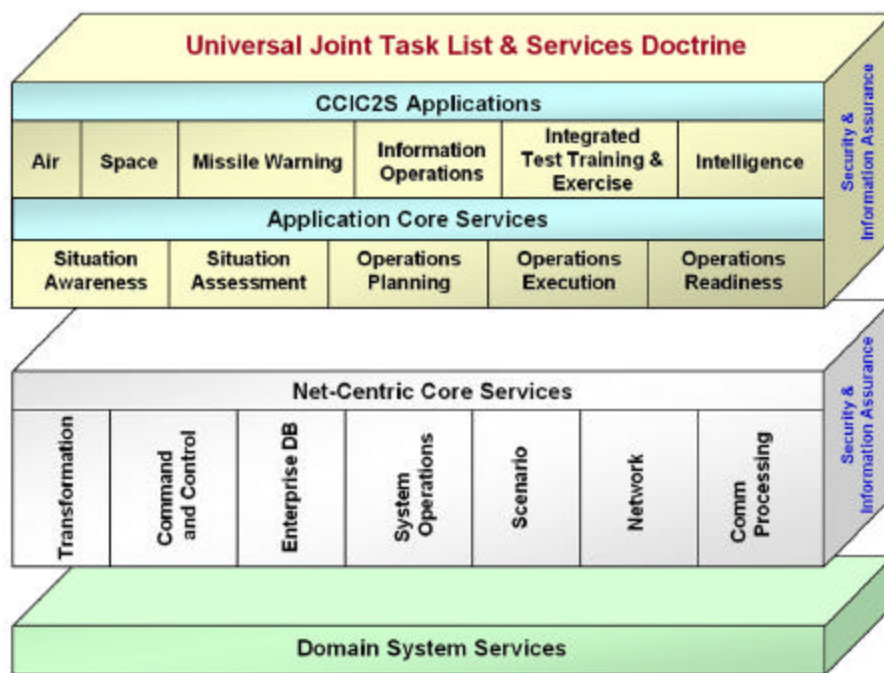 Universal Joint Task List & Services Doctrine
CCIC2S Applications
Air
Space
Missile Warning
Information
Operations
Integrated
Test Training &
Exercise
Intelligence
Security &
Information Assurance
Application Core Services
Situation
Awareness
Situation
Assessment
Operations
Planning
Operations
Execution
Operations
Readiness
Net-Centric Core Services
Transformation
Command
and Control
Enterprise DB
System
Operations
Scenario
Network
Comm
Processing
Security &
Information Assurance
Domain System Services